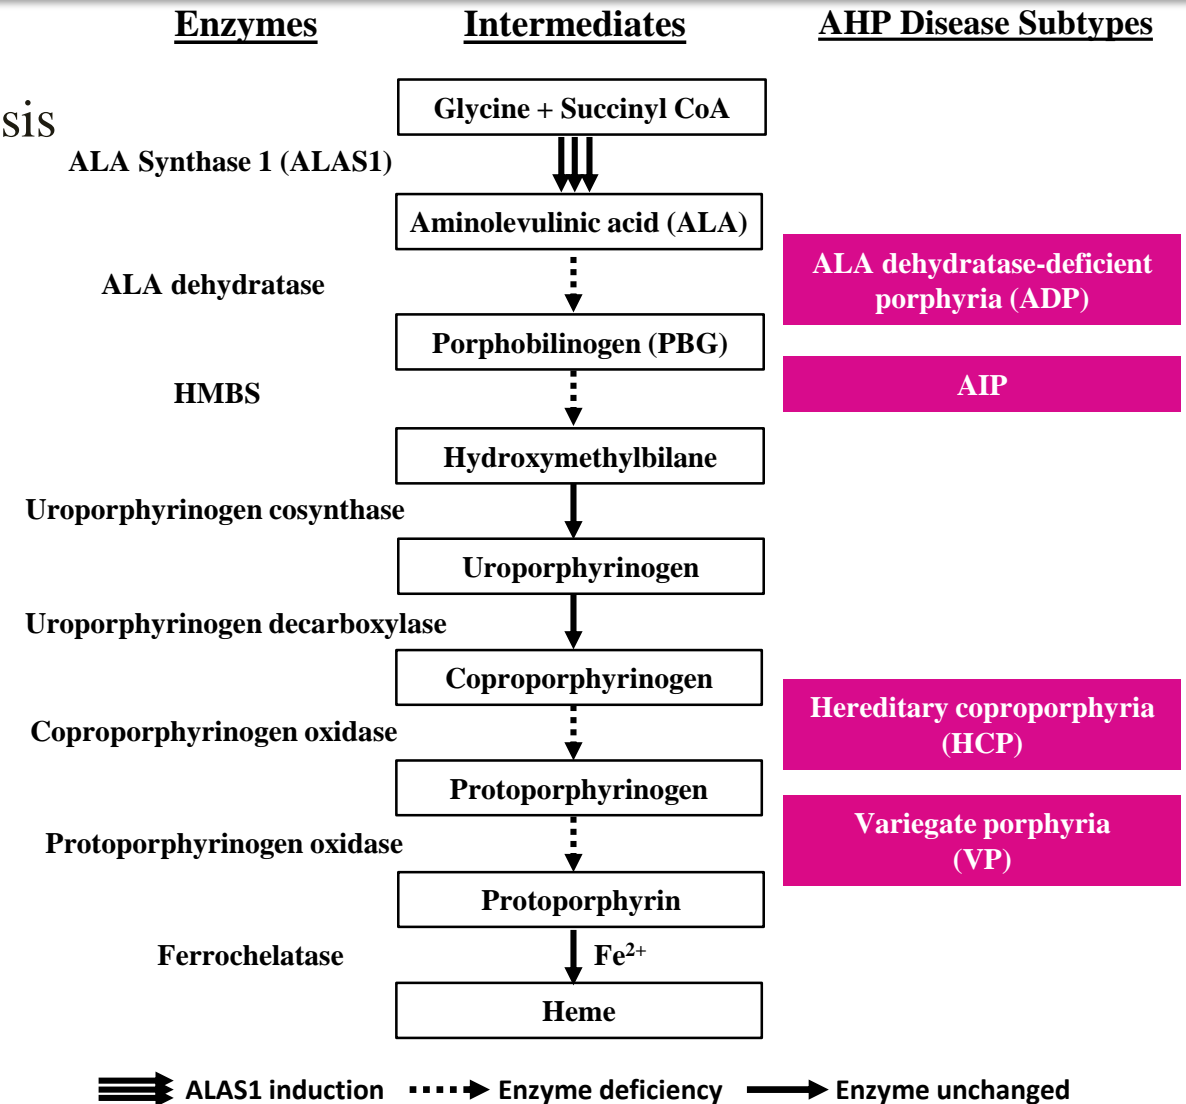 Enzymes
Intermediates
AHP Disease Subtypes
sis
Glycine + Succinyl CoA
ALA Synthase 1 (ALAS1)
Aminolevulinic acid (ALA)
ALA dehydratase
ALA dehydratase-deficient
porphyria (ADP)
Porphobilinogen (PBG)
HMBS
AIP
Hydroxymethylbilane
Uroporphyrinogen cosynthase
Uroporphyrinogen
Uroporphyrinogen decarboxylase
Coproporphyrinogen
Coproporphyrinogen oxidase
Hereditary coproporphyria
(HCP)
Protoporphyrinogen
Protoporphyrinogen oxidase
Variegate porphyria
(VP)
Protoporphyrin
Ferrochelatase
Fe²⁺
Heme
ALAS1 induction
Enzyme deficiency
Enzyme unchanged